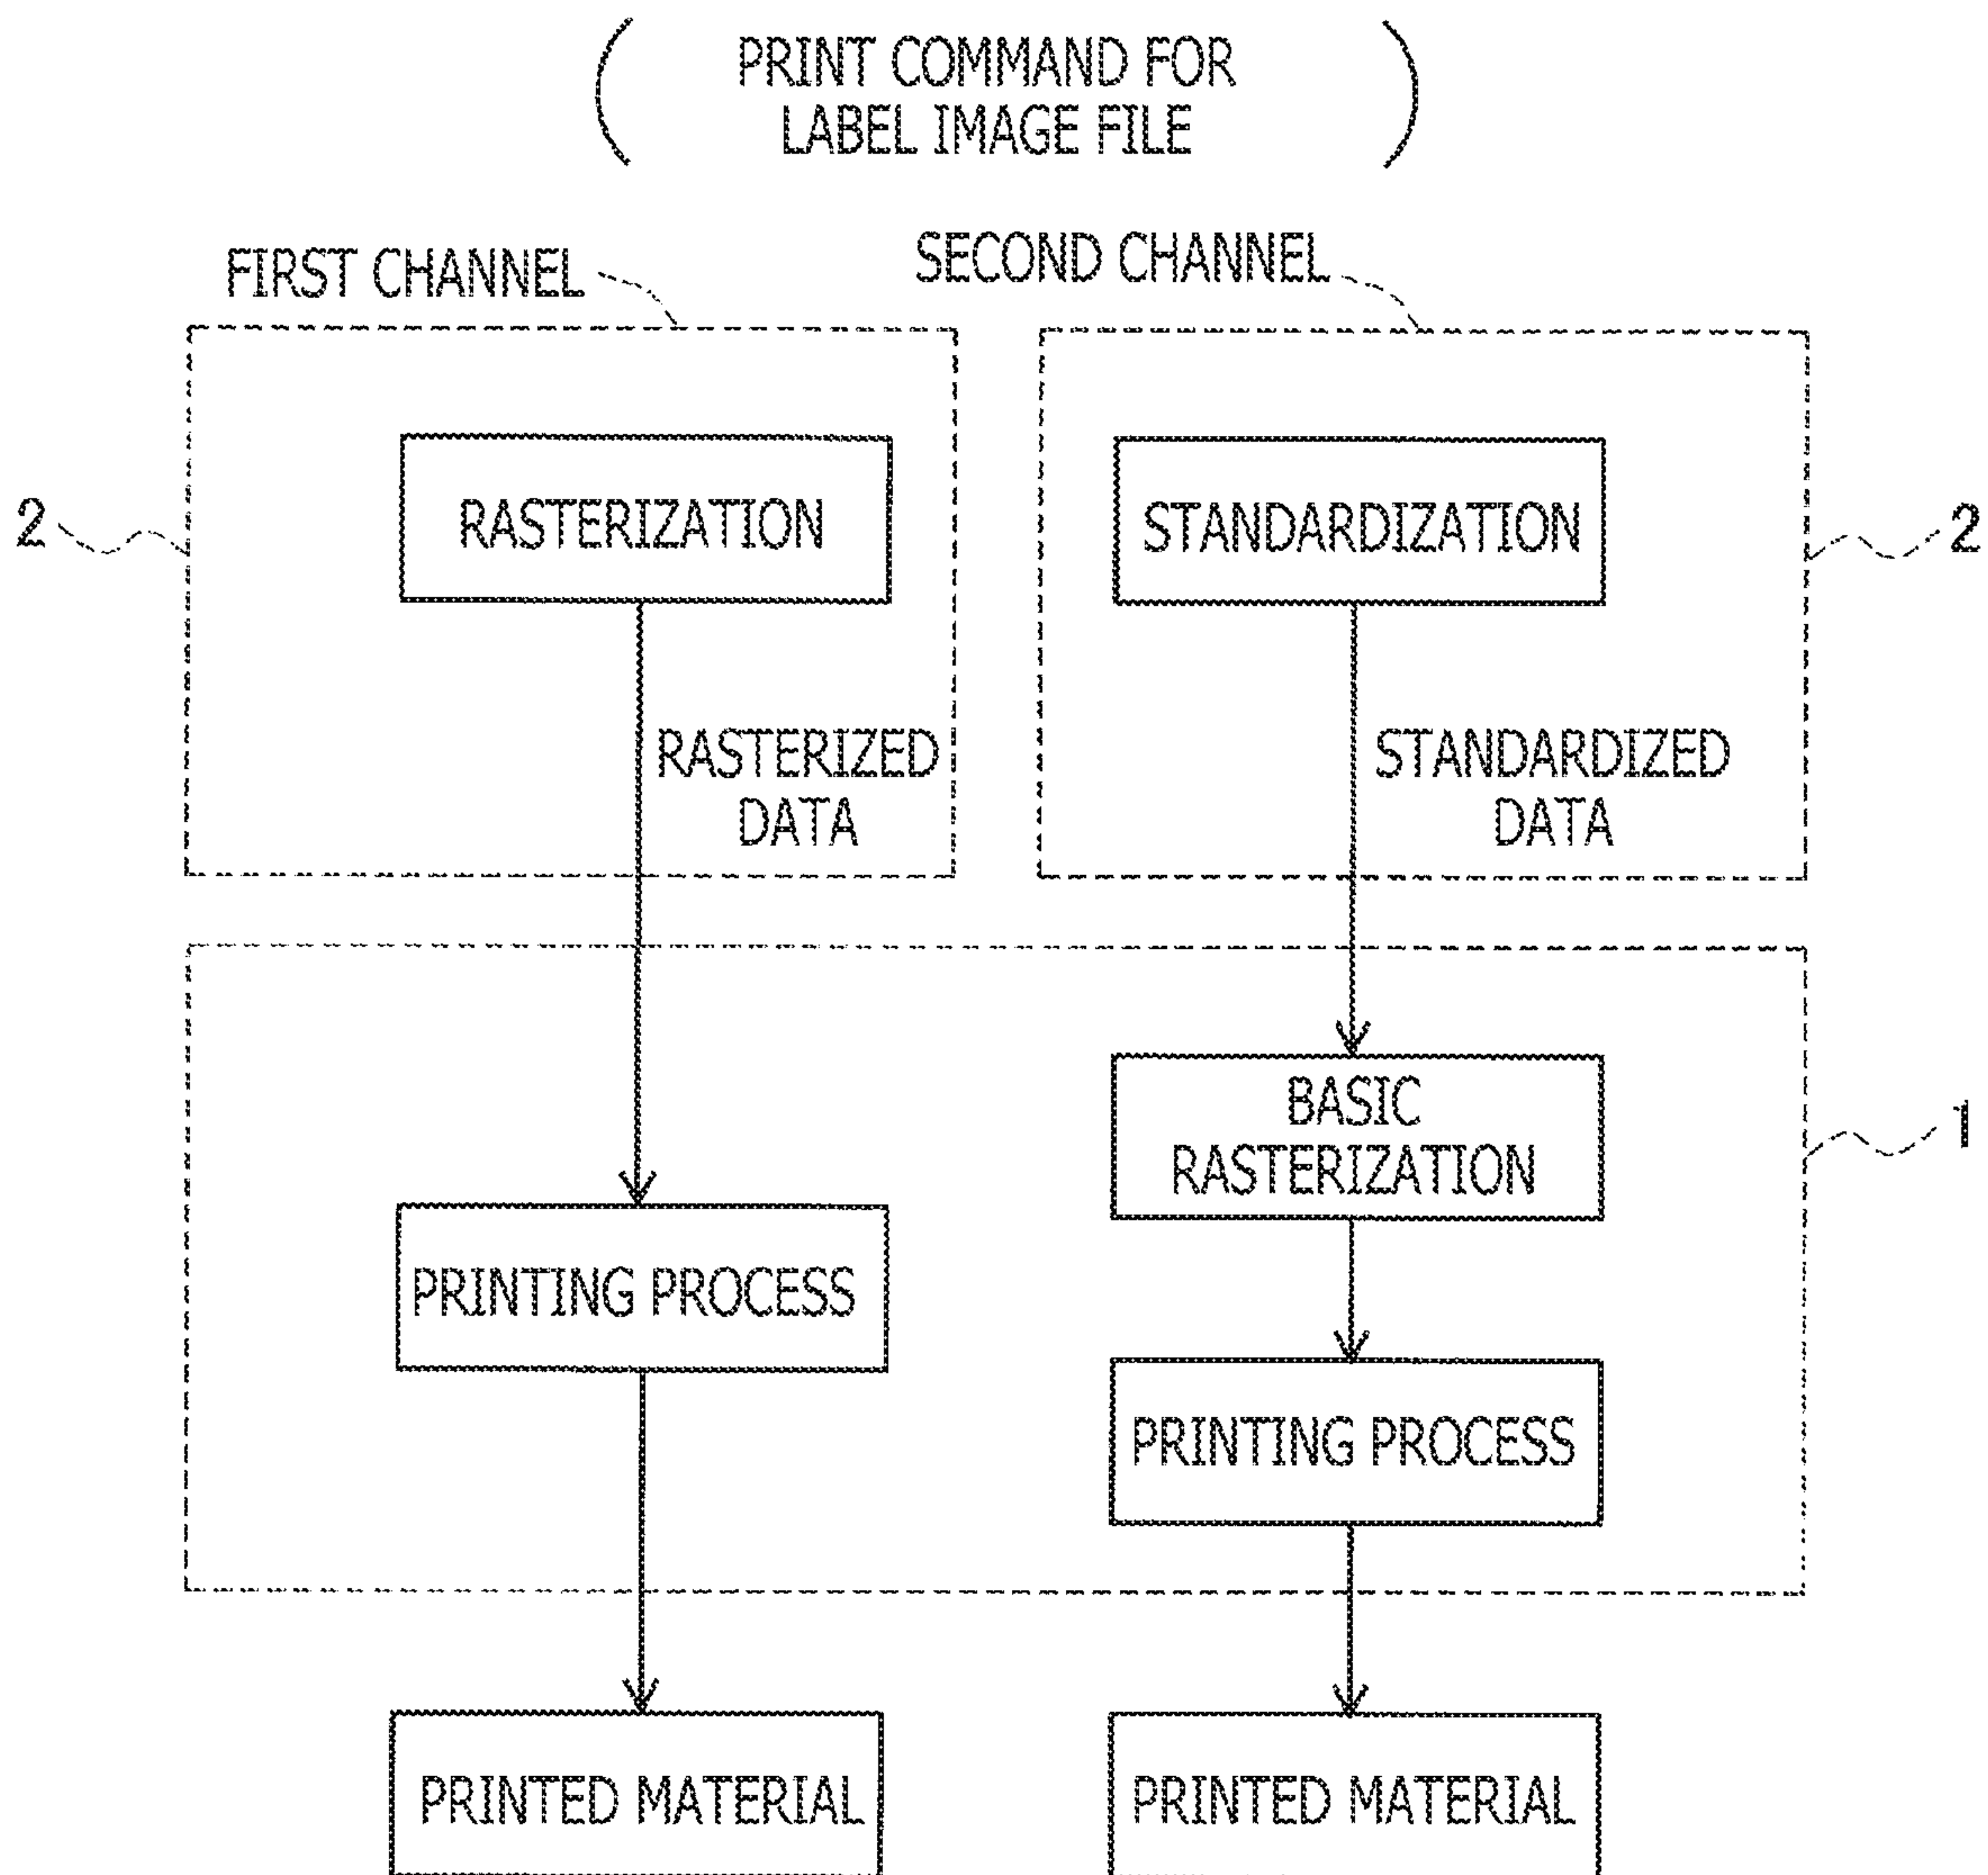 PRINT COMMAND FOR
LABEL IMAGE FILE
FIRST CHANNEL
SECOND CHANNEL
RASTERIZATION
STANDARDIZATION
2
2
RASTERIZED
DATA
STANDARDIZED
DATA
BASIC
RASTERIZATION
1
PRINTING PROCESS
PRINTING PROCESS
PRINTED MATERIAL
PRINTED MATERIAL